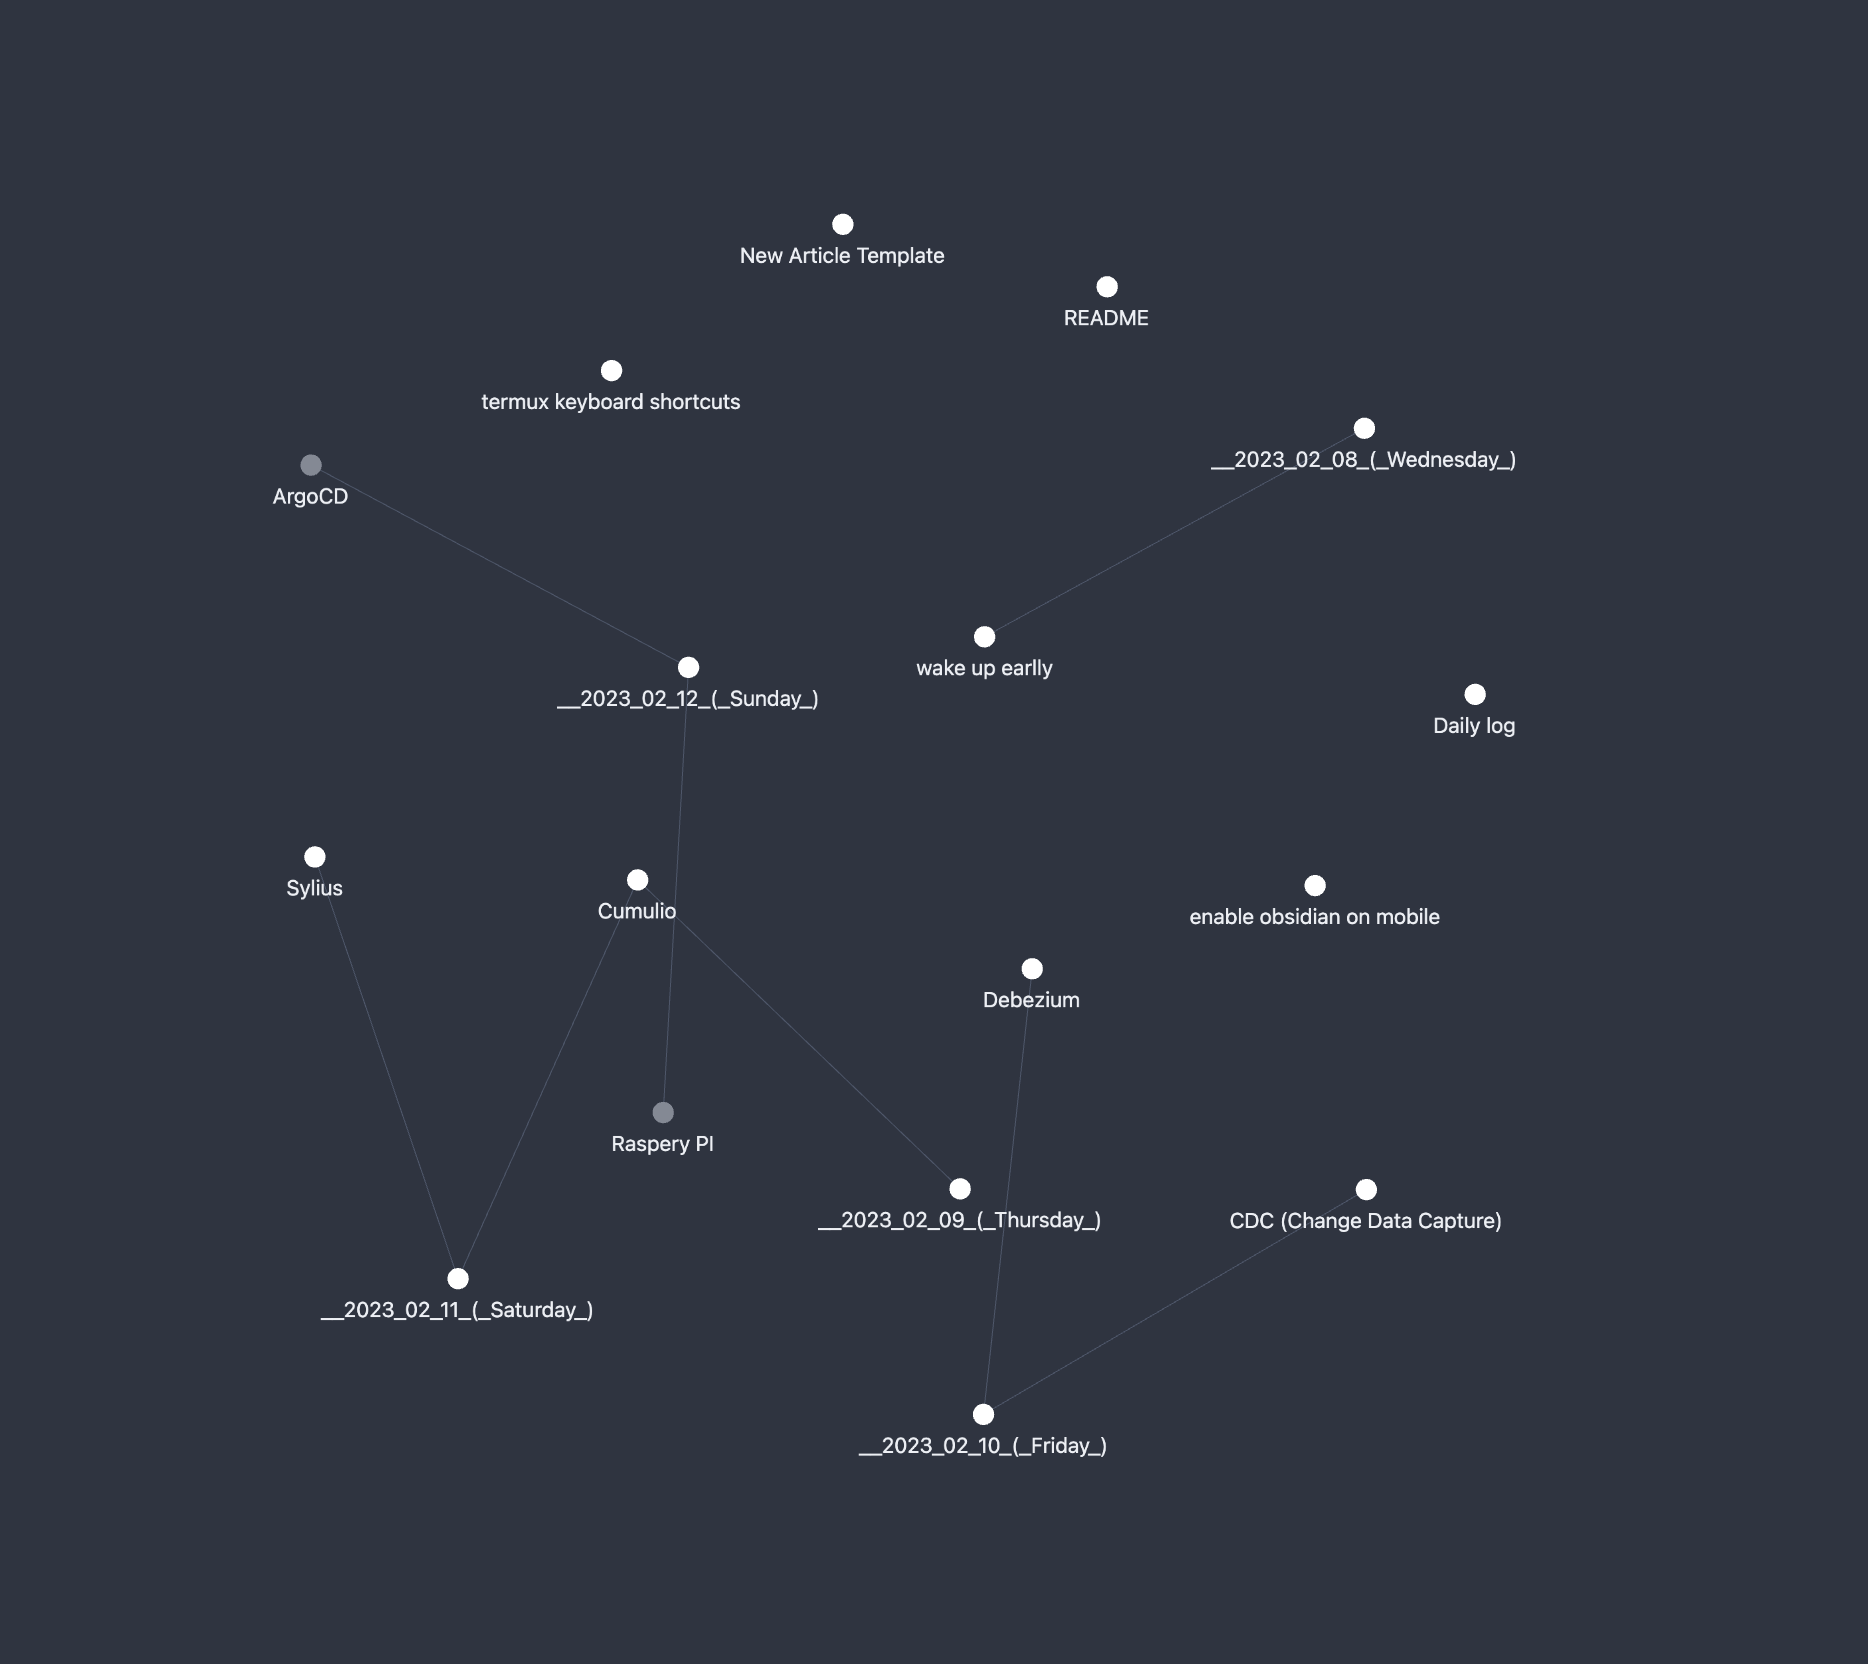 New Article Template
README
termux keyboard shortcuts
__2023_02_08_(_Wednesday_)
ArgoCD
wake up earlly
__2023_02_12_(_Sunday_)
Daily log
Sylius
Cumulio
enable obsidian on mobile
Debezium
Raspery PI
__2023_02_09_(_Thursday_)
CDC (Change Data Capture)
__2023_02_11_(_Saturday_)
__2023_02_10_(_Friday_)